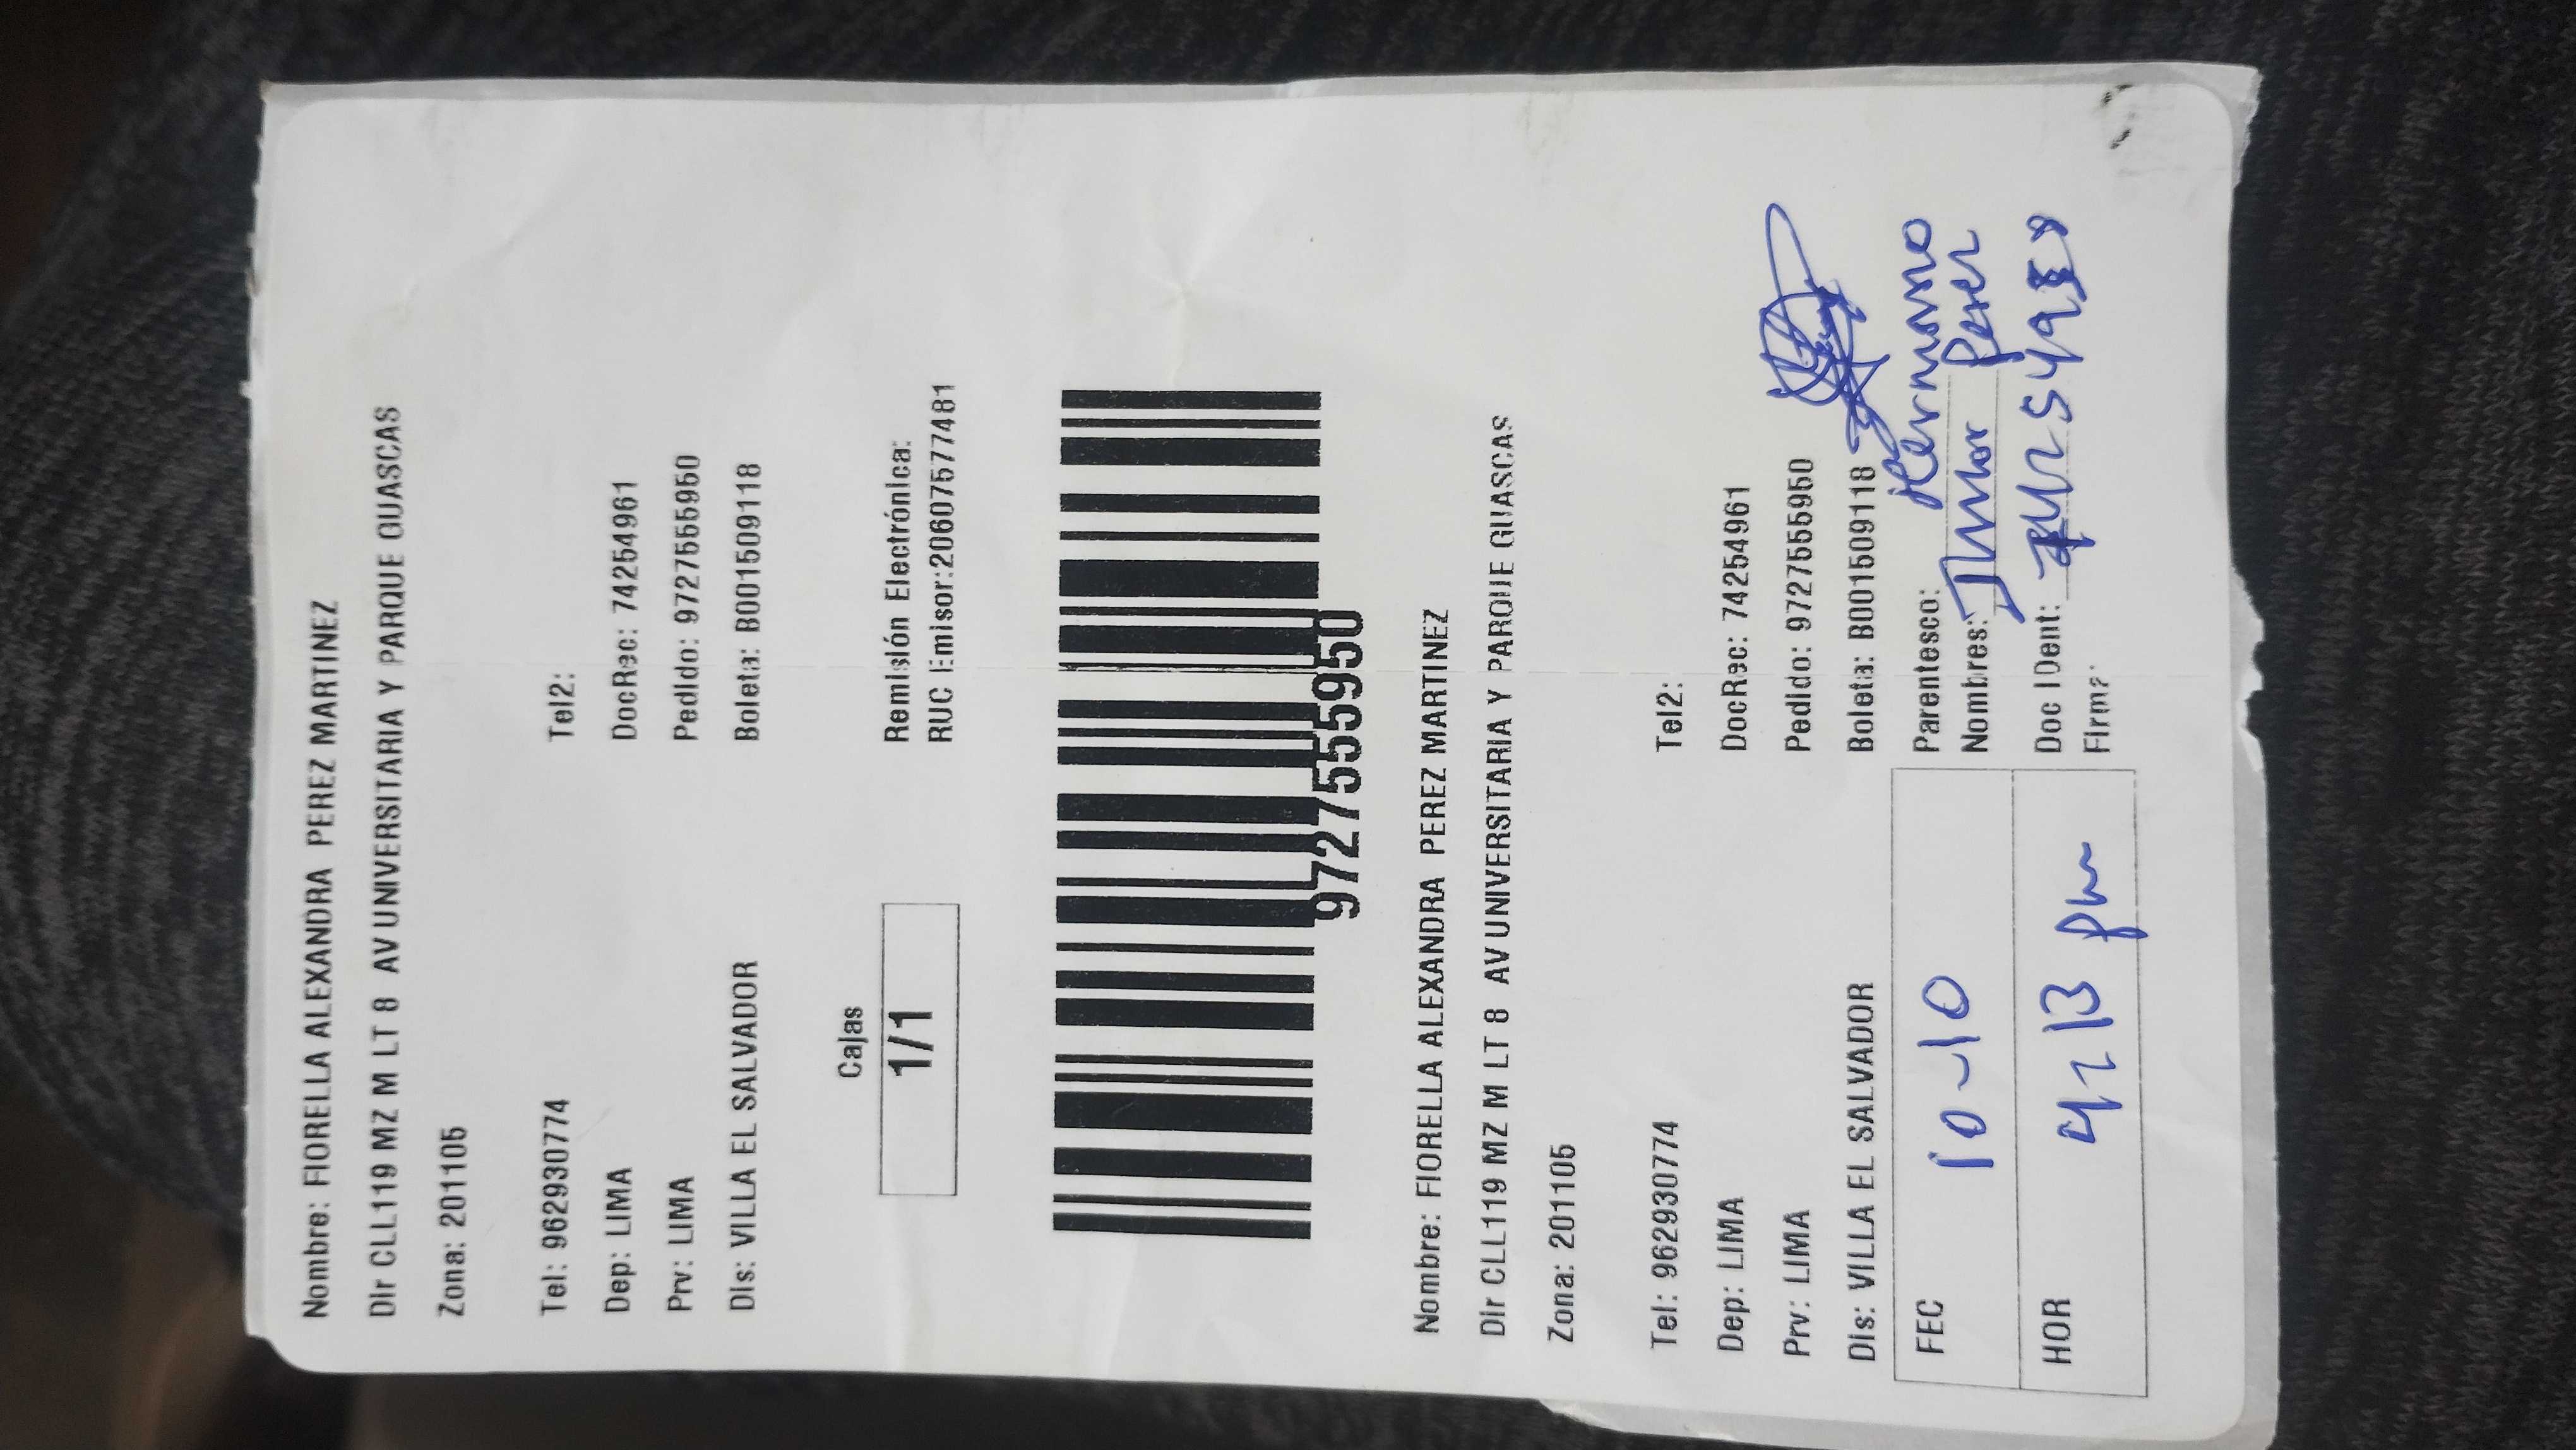 Nombre: FIORELLA ALEXANDRA PEREZ MARTINEZ
Dir CLL119 MZ M LT 8 AV UNIVERSITARIA Y PARQUE GUASCAS
Zona: 201105
Tel: 962930774 Tel2:
Dep: LIMA DocRec: 74254961
Prv: LIMA Pedido: 9727555950
Dis: VILLA EL SALVADOR Boleta: B001509118
Cajas Remisión Electrónica:
1/1 RUC Emisor:20607577481
9727555950
Nombre: FIORELLA ALEXANDRA PEREZ MARTINEZ
Dir CLL119 MZ M LT 8 AV UNIVERSITARIA Y PARQUE GUASCAS
Zona: 201105
Tel: 962930774 Tel2:
Dep: LIMA DocRec: 74254961
Prv: LIMA Pedido: 9727555950
Dis: VILLA EL SALVADOR Boleta: B001509118
FEC 10-10 Parentesco: Hermano
Nombres: Junior Perez
HOR 4:13 pm Doc IDent:
Firma: